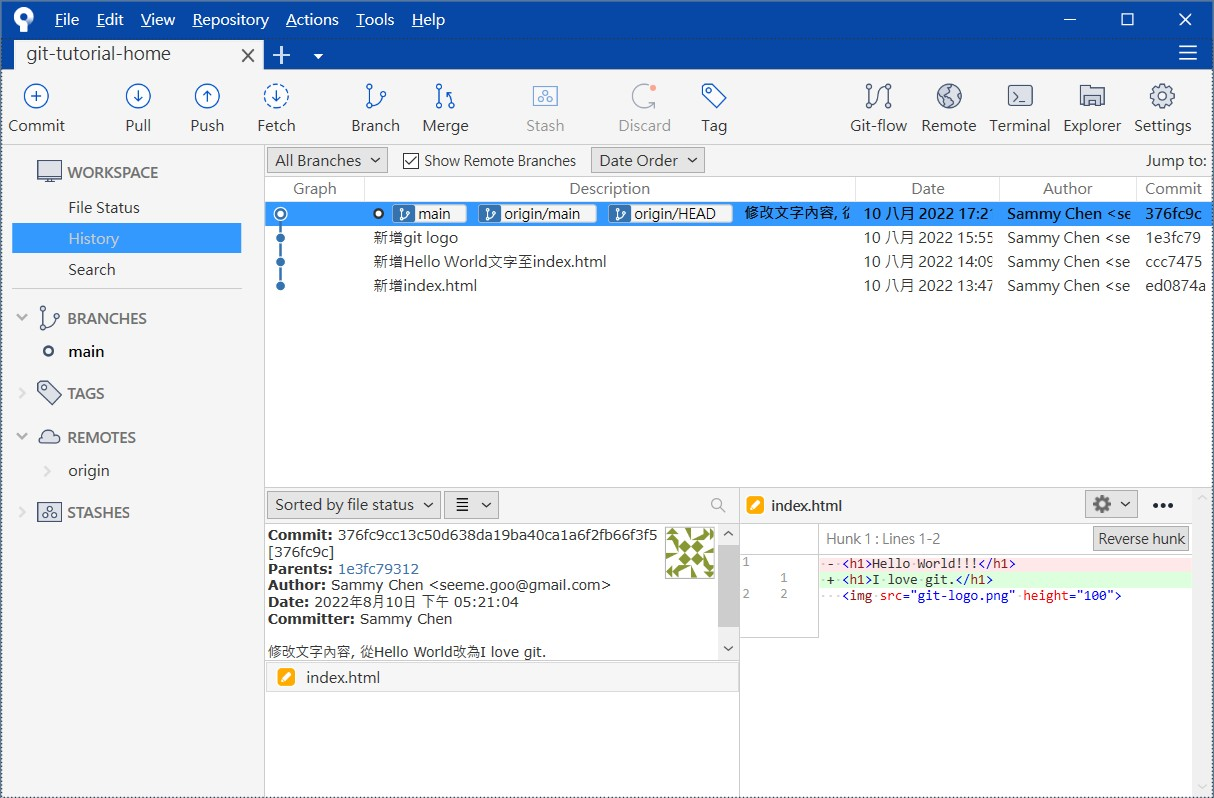 File Edit View Repository Actions Tools Help
git-tutorial-home
Commit Pull Push Fetch Branch Merge Stash Discard Tag Git-flow Remote Terminal Explorer Settings
WORKSPACE
File Status
History
Search
BRANCHES
main
TAGS
REMOTES
origin
STASHES
All Branches Show Remote Branches Date Order Jump to:
Graph Description Date Author Commit
main origin/main origin/HEAD 修改文字內容, 從 10 八月 2022 17:21 Sammy Chen <se 376fc9c
新增git logo 10 八月 2022 15:55 Sammy Chen <se 1e3fc79
新增Hello World文字至index.html 10 八月 2022 14:09 Sammy Chen <se ccc7475
新增index.html 10 八月 2022 13:47 Sammy Chen <se ed0874a
Sorted by file status
Commit: 376fc9cc13c50d638da19ba40ca1a6f2fb66f3f5
[376fc9c]
Parents: 1e3fc79312
Author: Sammy Chen <seeme.goo@gmail.com>
Date: 2022年8月10日 下午 05:21:04
Committer: Sammy Chen
修改文字內容, 從Hello World改為I love git.
index.html
index.html
Hunk 1 : Lines 1-2 Reverse hunk
1 - <h1>Hello World!!!</h1>
1 + <h1>I love git.</h1>
2 2 <img src="git-logo.png" height="100">